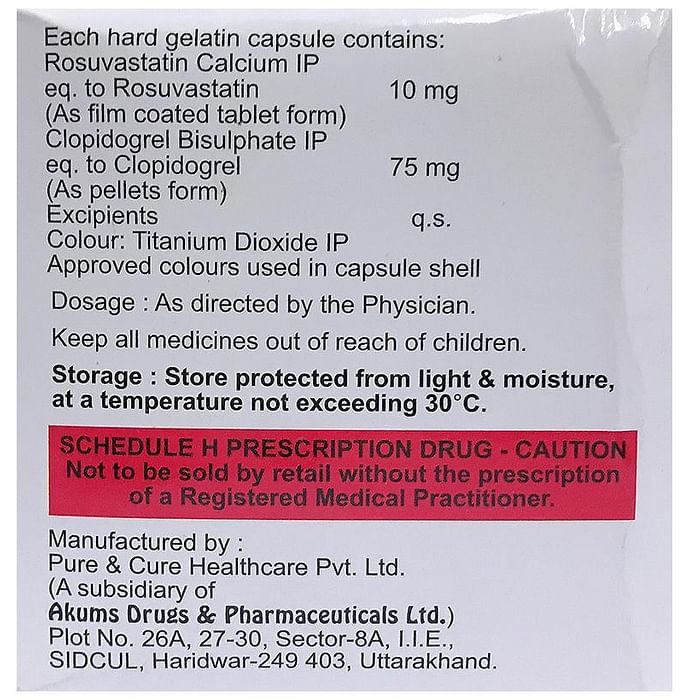 Each hard gelatin capsule contains:
Rosuvastatin Calcium IP
eq. to Rosuvastatin 10 mg
(As film coated tablet form)
Clopidogrel Bisulphate IP
eq. to Clopidogrel 75 mg
(As pellets form)
Excipients q.s.
Colour: Titanium Dioxide IP
Approved colours used in capsule shell
Dosage : As directed by the Physician.
Keep all medicines out of reach of children.
Storage : Store protected from light & moisture,
at a temperature not exceeding 30°C.
SCHEDULE H PRESCRIPTION DRUG - CAUTION
Not to be sold by retail without the prescription
of a Registered Medical Practitioner.
Manufactured by :
Pure & Cure Healthcare Pvt. Ltd.
(A subsidiary of
Akums Drugs & Pharmaceuticals Ltd.)
Plot No. 26A, 27-30, Sector-8A, I.I.E.,
SIDCUL, Haridwar-249 403, Uttarakhand.